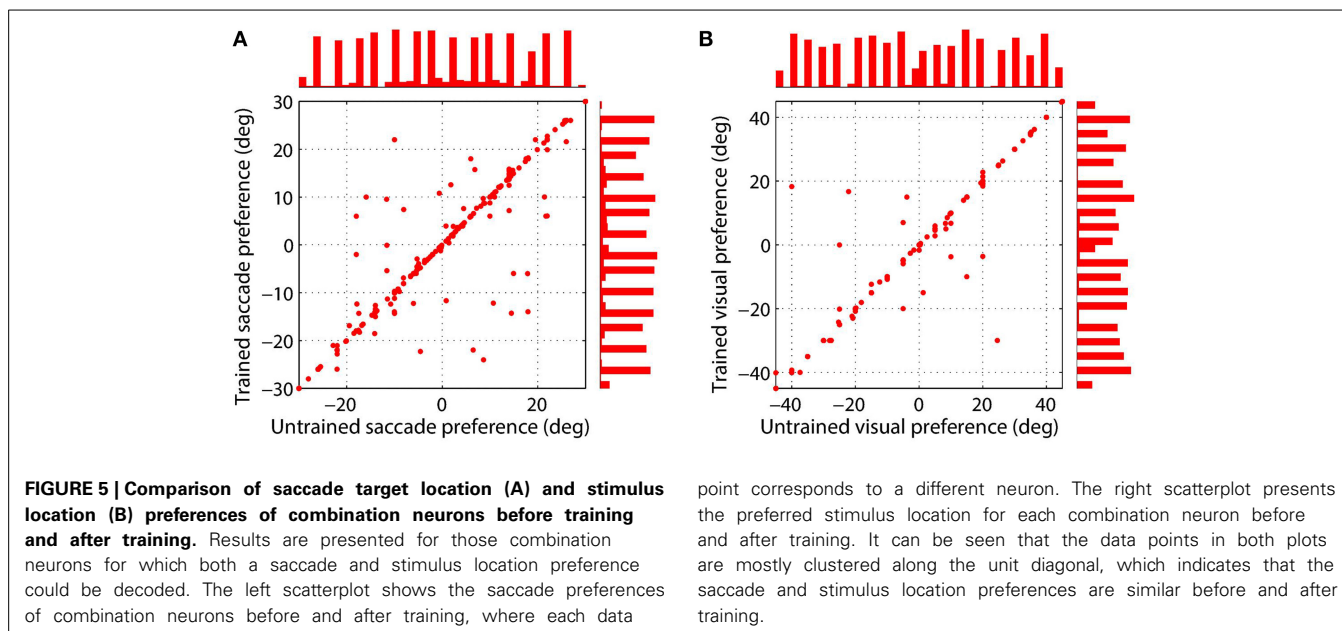 A
B
30
20
10
0
−10
−20
−30
Trained saccade preference (deg)
−20
0
20
Untrained saccade preference (deg)
40
20
0
−20
−40
Trained visual preference (deg)
−40
−20
0
20
40
Untrained visual preference (deg)
FIGURE 5 | Comparison of saccade target location (A) and stimulus
location (B) preferences of combination neurons before training
and after training. Results are presented for those combination
neurons for which both a saccade and stimulus location preference
could be decoded. The left scatterplot shows the saccade preferences
of combination neurons before and after training, where each data
point corresponds to a different neuron. The right scatterplot presents
the preferred stimulus location for each combination neuron before
and after training. It can be seen that the data points in both plots
are mostly clustered along the unit diagonal, which indicates that the
saccade and stimulus location preferences are similar before and after
training.